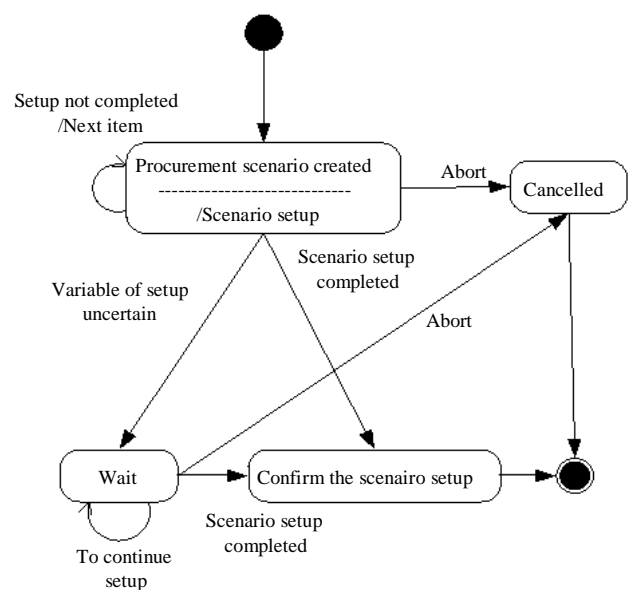 Setup not completed
/Next item
Procurement scenario created
------------------------------
/Scenario setup
Abort
Cancelled
Scenario setup
completed
Variable of setup
uncertain
Abort
Wait
Confirm the scenairo setup
Scenario setup
completed
To continue
setup